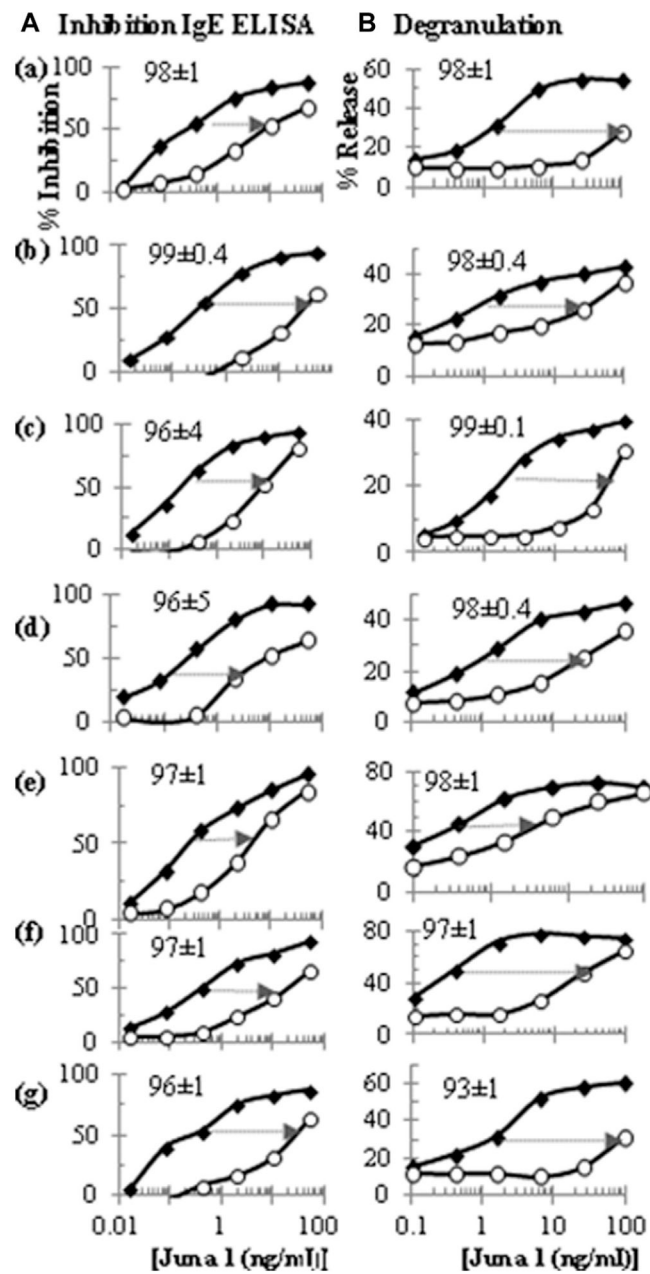 A Inhibition IgE ELISA B Degranulation
(a) 100 98±1 60 98±1
% Inhibition % Release
50 40
20
0 0
(b) 100 99±0.4 98±0.4
40
50 20
0 0
(c) 100 96±4 40 99±0.1
50 20
0 0
(d) 100 96±5 98±0.4
40
50 20
0 0
(e) 100 97±1 80 98±1
50 40
0 0
(f) 100 97±1 80 97±1
50 40
0 0
(g) 100 96±1 60 93±1
50 40
20
0 0
0.01 1 100 0.1 1 10 100
[Jun a 1 (ng/ml)] [Jun a 1 (ng/ml)]